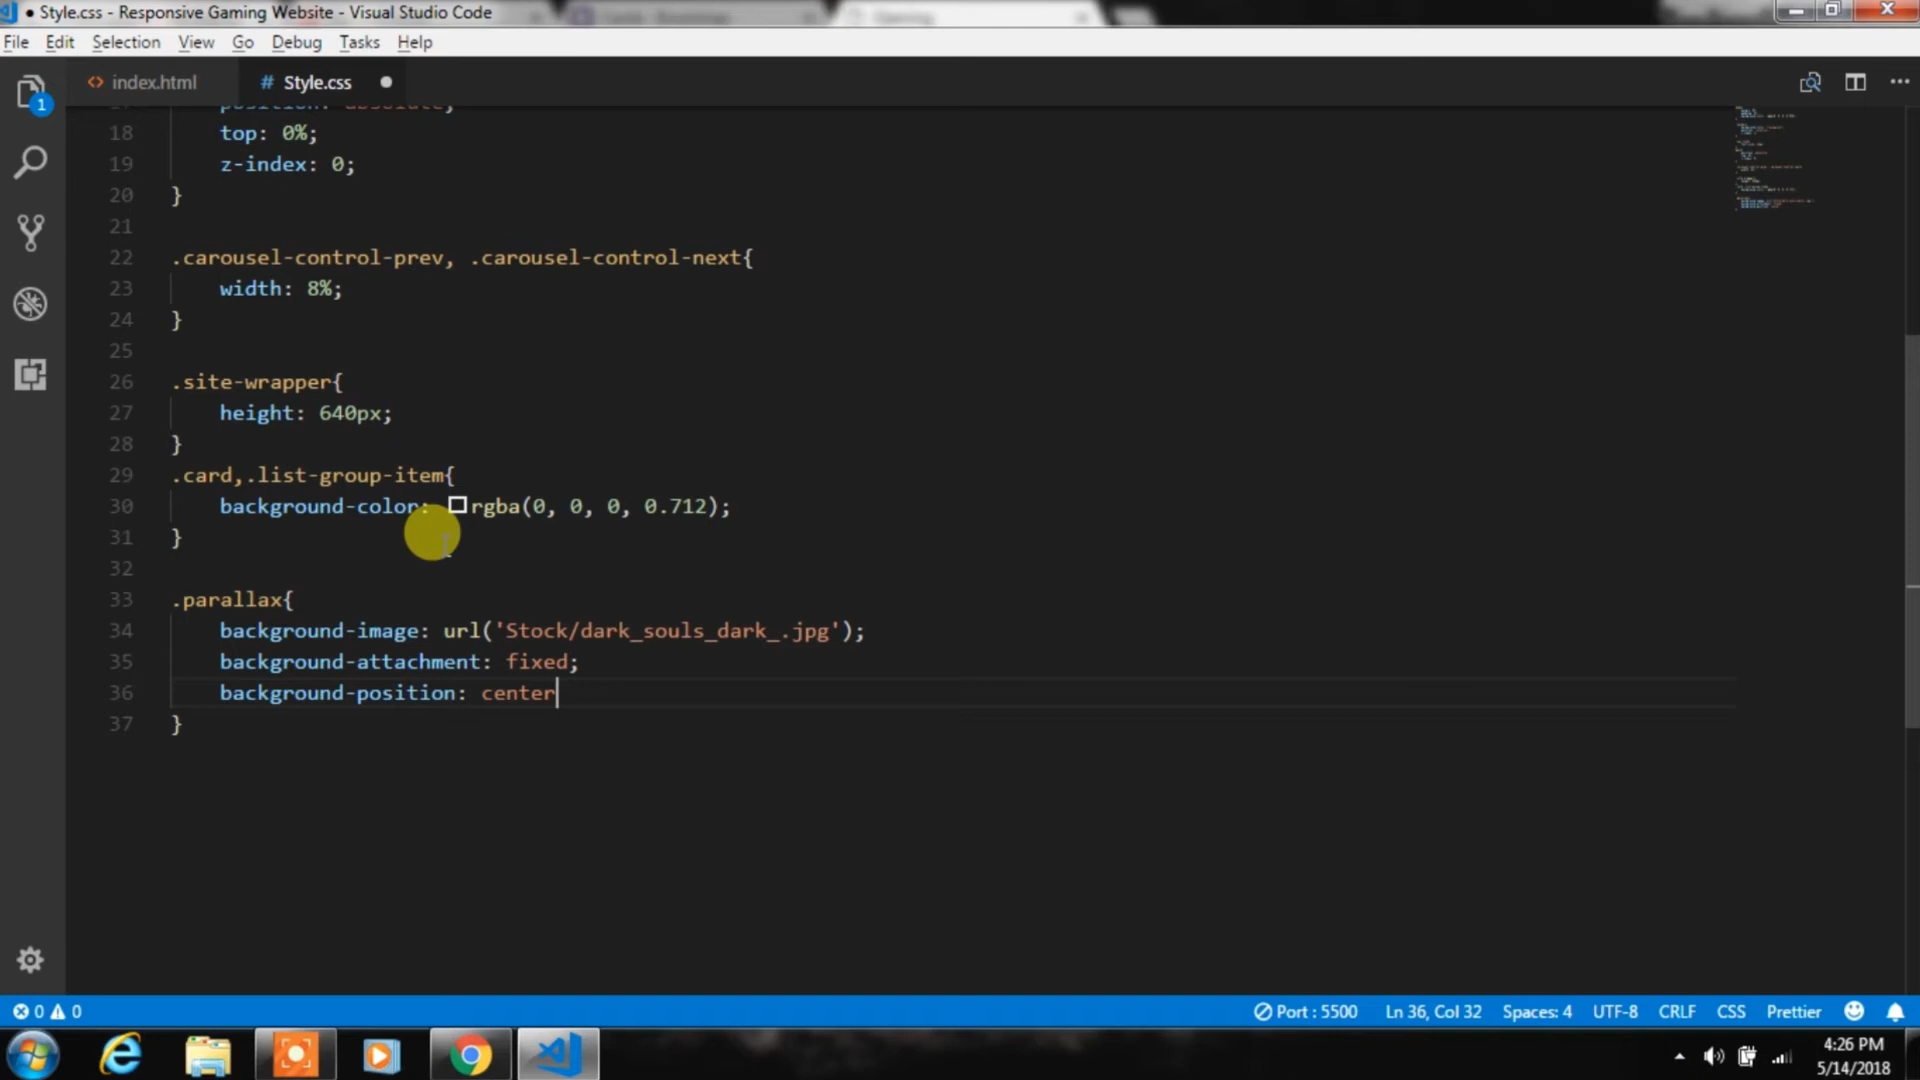 Style.css - Responsive Gaming Website - Visual Studio Code
File Edit Selection View Go Debug Tasks Help
1
index.html
# Style.css
position: absolute;
18 top: 0%;
19 z-index: 0;
20 }
21
22 .carousel-control-prev, .carousel-control-next{
23 width: 8%;
24 }
25
26 .site-wrapper{
27 height: 640px;
28 }
29 .card,.list-group-item{
30 background-color: rgba(0, 0, 0, 0.712);
31 }
32
33 .parallax{
34 background-image: url('Stock/dark_souls_dark_.jpg');
35 background-attachment: fixed;
36 background-position: center
37 }
0 0 Port : 5500 Ln 36, Col 32 Spaces: 4 UTF-8 CRLF CSS Prettier
4:26 PM
5/14/2018